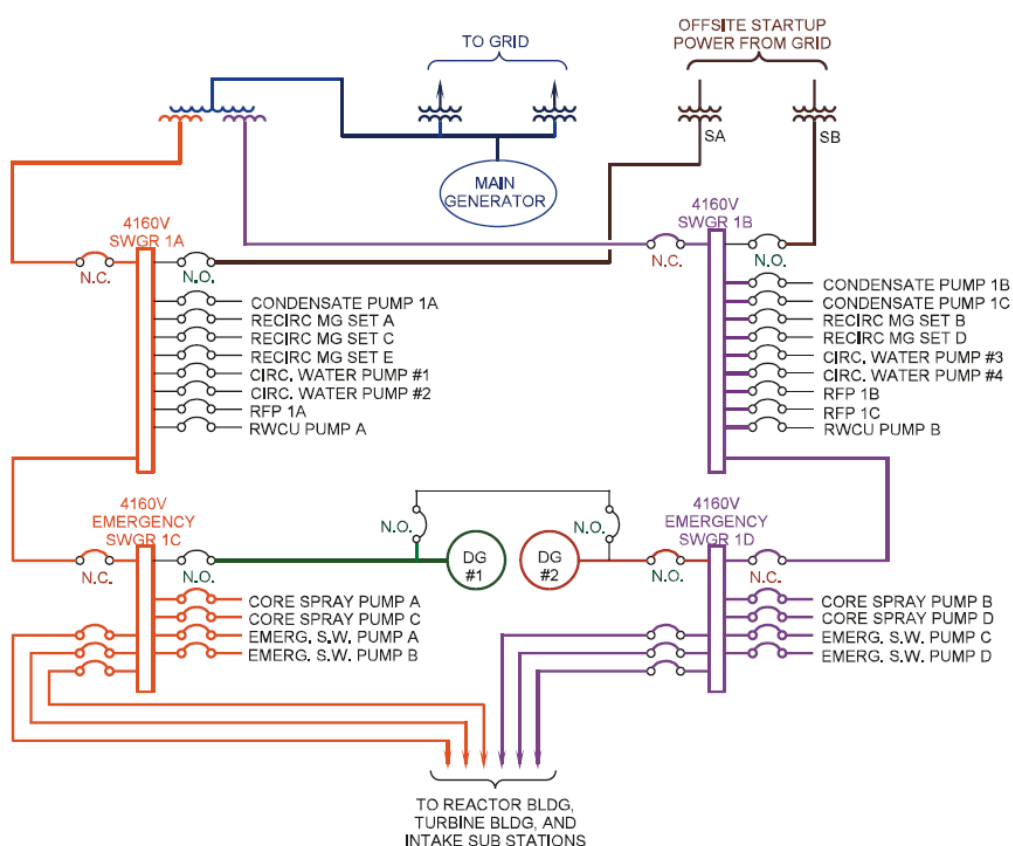 OFFSITE STARTUP
POWER FROM GRID
TO GRID
SA
SB
MAIN
GENERATOR
4160V
SWGR 1A
4160V
SWGR 1B
N.C.
N.O.
N.C.
N.O.
CONDENSATE PUMP 1A
RECIRC MG SET A
RECIRC MG SET C
RECIRC MG SET E
CIRC. WATER PUMP #1
CIRC. WATER PUMP #2
RFP 1A
RWCU PUMP A
CONDENSATE PUMP 1B
CONDENSATE PUMP 1C
RECIRC MG SET B
RECIRC MG SET D
CIRC. WATER PUMP #3
CIRC. WATER PUMP #4
RFP 1B
RFP 1C
RWCU PUMP B
4160V
EMERGENCY
SWGR 1C
4160V
EMERGENCY
SWGR 1D
N.O.
N.O.
DG
#1
DG
#2
N.C.
N.O.
N.O.
N.C.
CORE SPRAY PUMP A
CORE SPRAY PUMP C
EMERG. S.W. PUMP A
EMERG. S.W. PUMP B
CORE SPRAY PUMP B
CORE SPRAY PUMP D
EMERG. S.W. PUMP C
EMERG. S.W. PUMP D
TO REACTOR BLDG,
TURBINE BLDG, AND
INTAKE SUB STATIONS